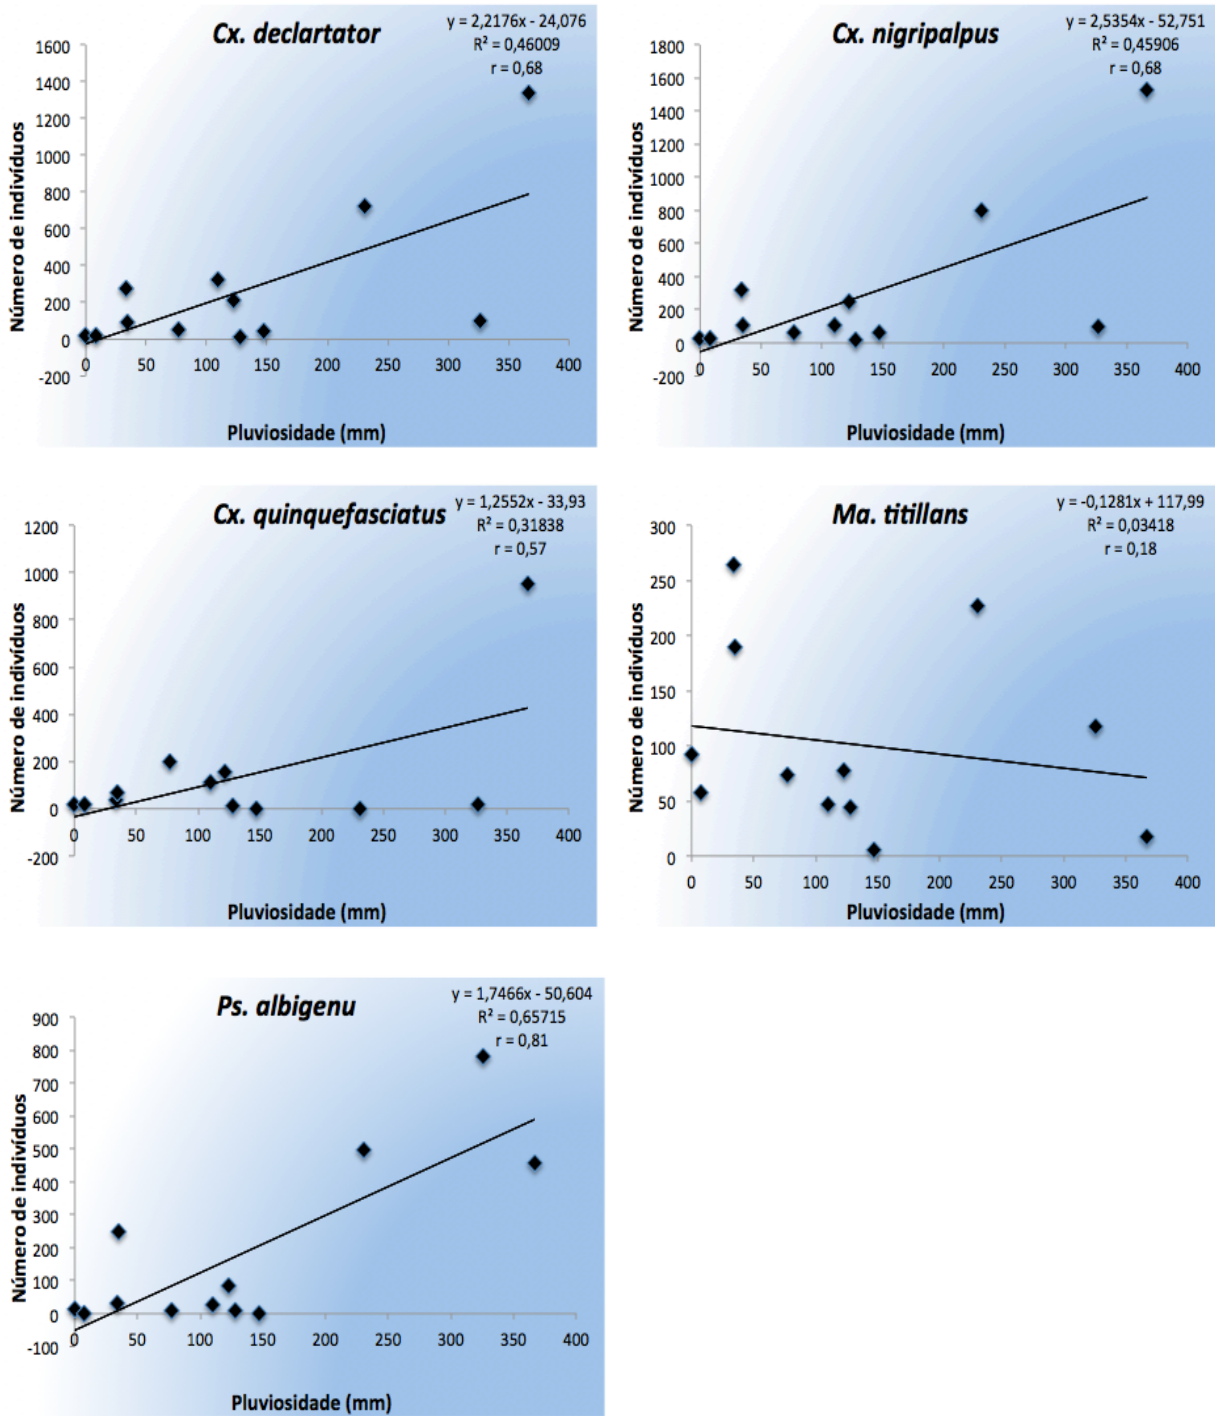 Cx. declartator
y = 2,2176x - 24,076
R² = 0,46009
r = 0,68
Número de indivíduos
1600
1400
1200
1000
800
600
400
200
0
-200
0 50 100 150 200 250 300 350 400
Pluviosidade (mm)
Cx. nigripalpus
y = 2,5354x - 52,751
R² = 0,45906
r = 0,68
Número de indivíduos
1800
1600
1400
1200
1000
800
600
400
200
0
-200
0 50 100 150 200 250 300 350 400
Pluviosidade (mm)
Cx. quinquefasciatus
y = 1,2552x - 33,93
R² = 0,31838
r = 0,57
Número de indivíduos
1200
1000
800
600
400
200
0
-200
0 50 100 150 200 250 300 350 400
Pluviosidade (mm)
Ma. titillans
y = -0,1281x + 117,99
R² = 0,03418
r = 0,18
Número de indivíduos
300
250
200
150
100
50
0
0 50 100 150 200 250 300 350 400
Pluviosidade (mm)
Ps. albigenu
y = 1,7466x - 50,604
R² = 0,65715
r = 0,81
Número de indivíduos
900
800
700
600
500
400
300
200
100
0
-100
0 50 100 150 200 250 300 350 400
Pluviosidade (mm)